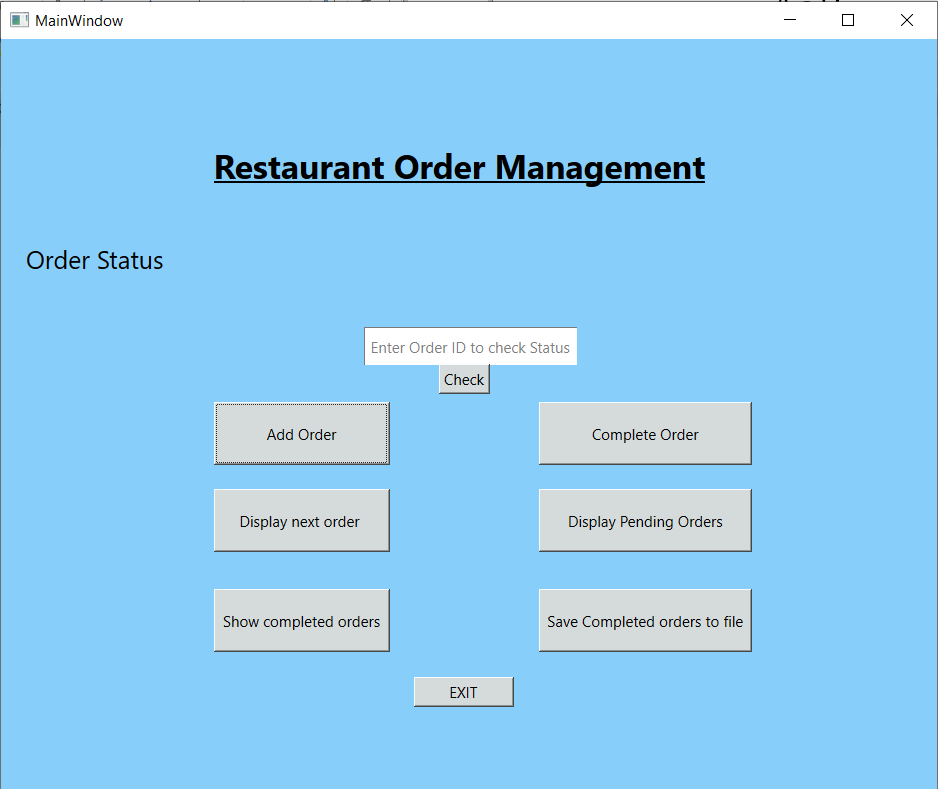 MainWindow
Restaurant Order Management
Order Status
Enter Order ID to check Status
Check
Add Order
Complete Order
Display next order
Display Pending Orders
Show completed orders
Save Completed orders to file
EXIT